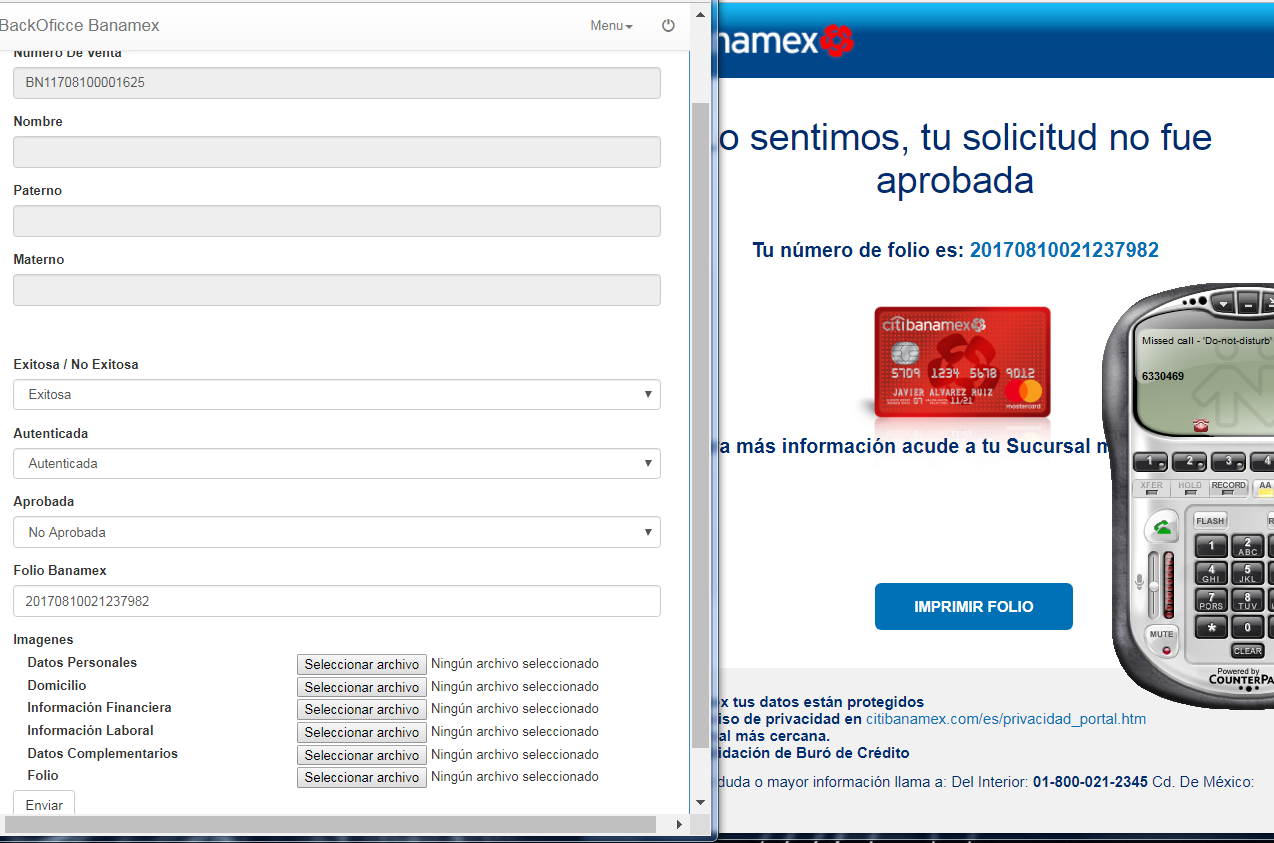 BackOficce Banamex
Menu
Número De Venta
BN11708100001625
Nombre
Paterno
Materno
Exitosa / No Exitosa
Exitosa
Autenticada
Autenticada
Aprobada
No Aprobada
Folio Banamex
20170810021237982
Imagenes
Datos Personales Seleccionar archivo Ningún archivo seleccionado
Domicilio Seleccionar archivo Ningún archivo seleccionado
Información Financiera Seleccionar archivo Ningún archivo seleccionado
Información Laboral Seleccionar archivo Ningún archivo seleccionado
Datos Complementarios Seleccionar archivo Ningún archivo seleccionado
Folio Seleccionar archivo Ningún archivo seleccionado
Enviar
namex
o sentimos, tu solicitud no fue
aprobada
Tu número de folio es: 20170810021237982
citibanamex
5709 1234 5678 9012
11/21
JAVIER ALVAREZ RUIZ
mastercard
a más información acude a tu Sucursal m
IMPRIMIR FOLIO
x tus datos están protegidos
iso de privacidad en citibanamex.com/es/privacidad_portal.htm
al más cercana.
idación de Buró de Crédito
duda o mayor información llama a: Del Interior: 01-800-021-2345 Cd. De México:
Missed call - 'Do-not-disturb'
6330469
1 2 3 4
XFER HOLD RECORD AA
FLASH R
1 2 ABC
4 GHI 5 JKL
7 PQRS 8 TUV
* 0
MUTE
CLEAR
Powered by
COUNTERPA